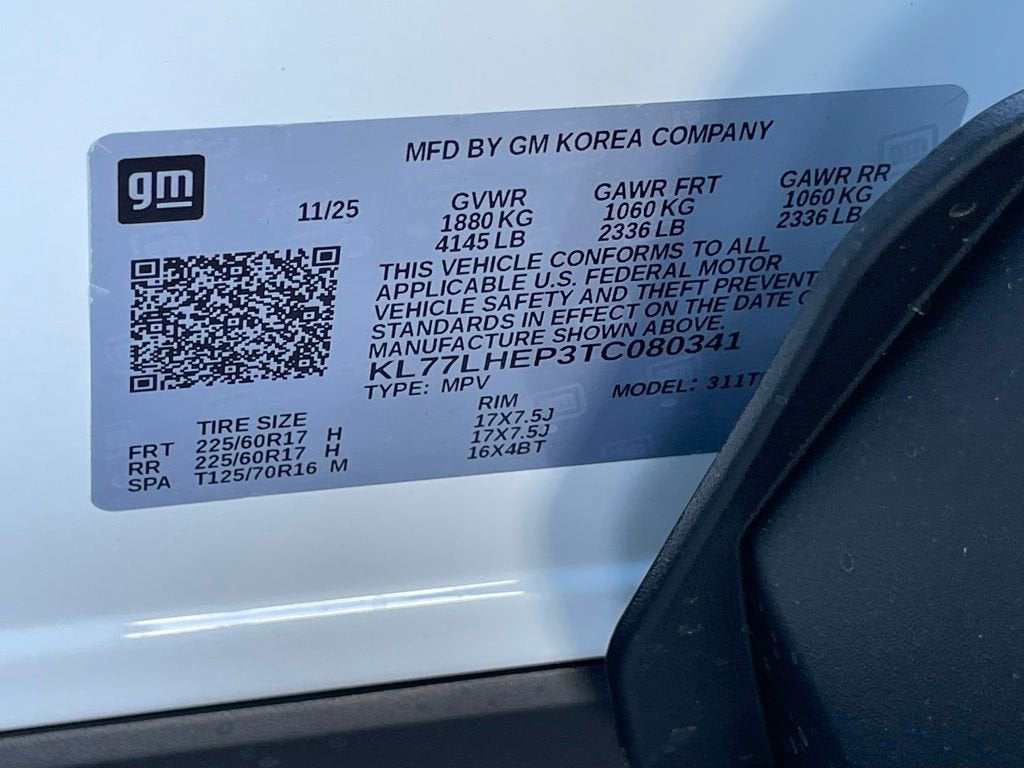 MFD BY GM KOREA COMPANY
gm
11/25
GVWR GAWR FRT GAWR RR
1880 KG 1060 KG 1060 KG
4145 LB 2336 LB 2336 LB
THIS VEHICLE CONFORMS TO ALL
APPLICABLE U.S. FEDERAL MOTOR
VEHICLE SAFETY AND THEFT PREVENT
STANDARDS IN EFFECT ON THE DATE
MANUFACTURE SHOWN ABOVE.
KL77LHEP3TC080341
TYPE: MPV MODEL: 311T
TIRE SIZE RIM
FRT 225/60R17 H 17X7.5J
RR 225/60R17 H 17X7.5J
SPA T125/70R16 M 16X4BT